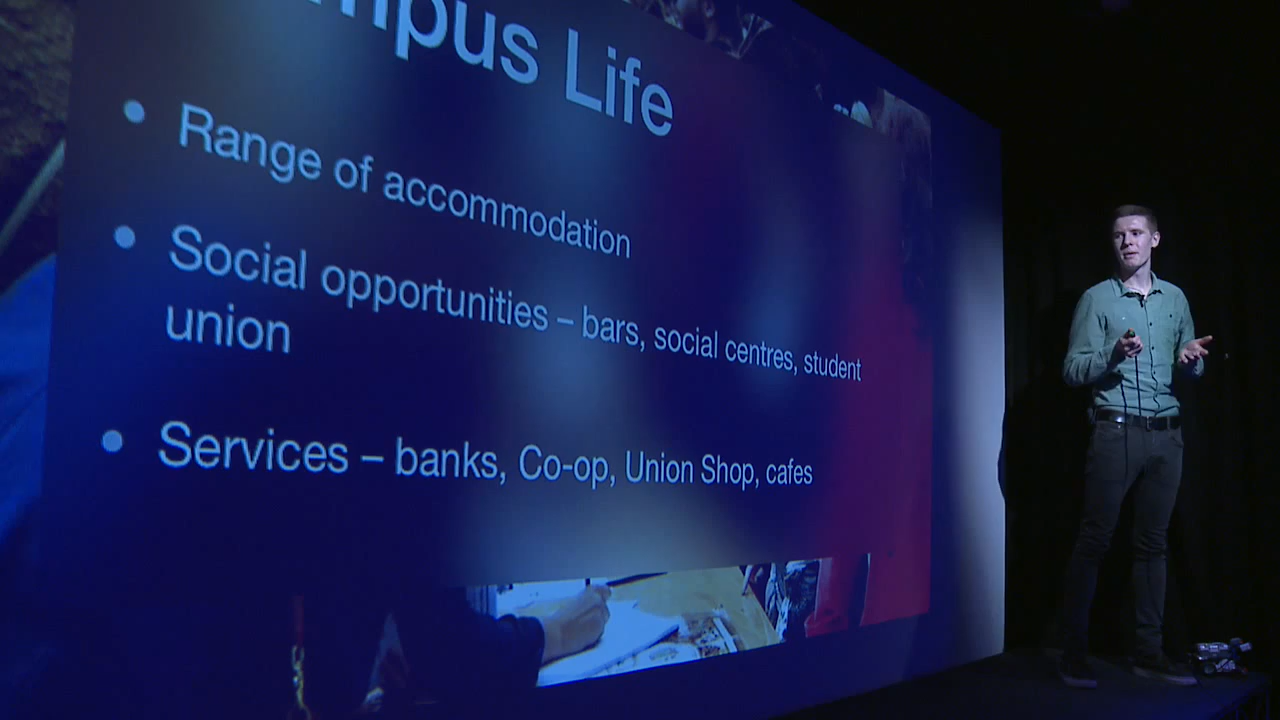 mpus Life
• Range of accommodation
• Social opportunities – bars, social centres, student
union
• Services – banks, Co-op, Union Shop, cafes